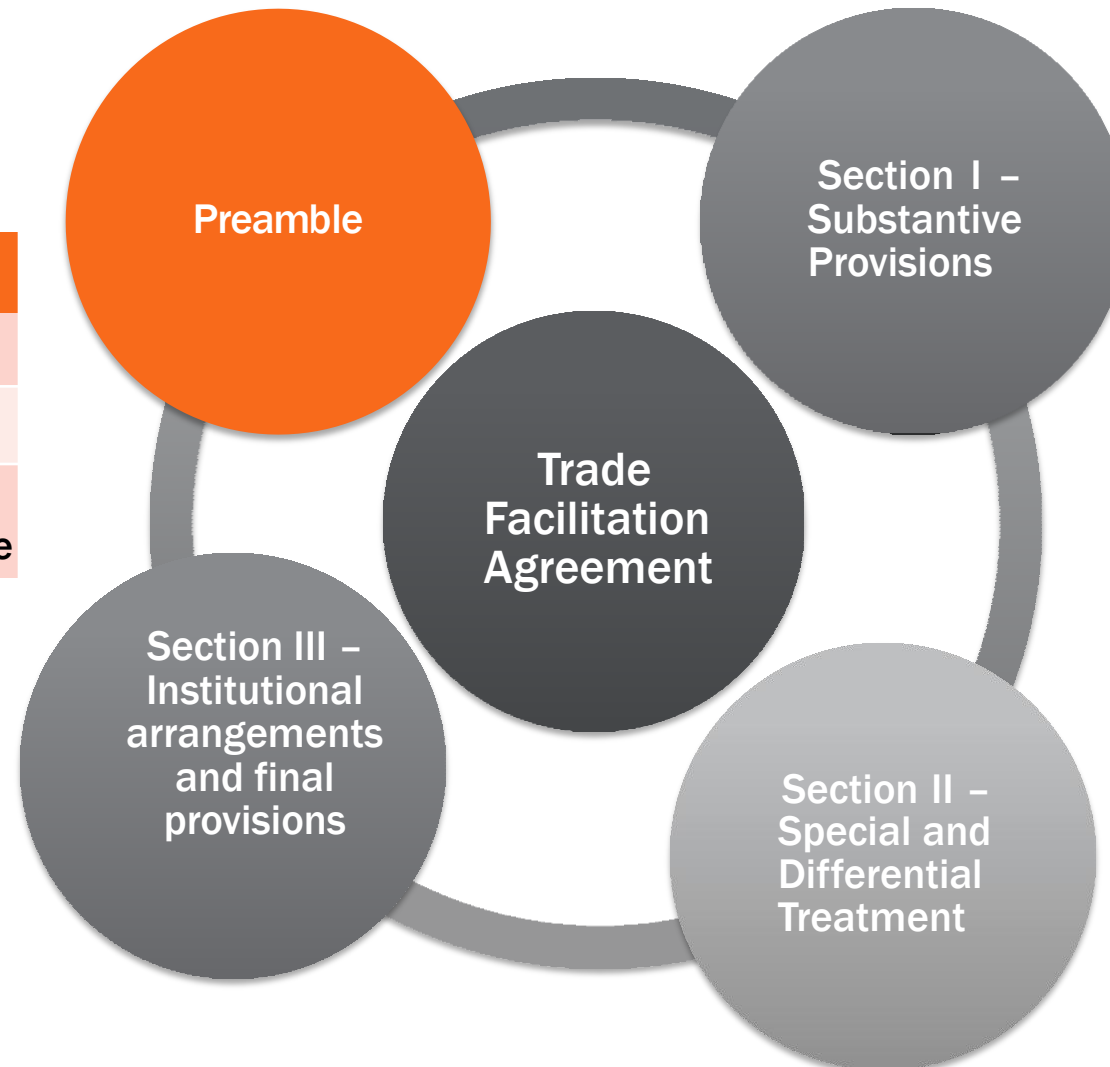 Preamble
Section I –
Substantive
Provisions
e
Trade
Facilitation
Agreement
Section III –
Institutional
arrangements
and final
provisions
Section II –
Special and
Differential
Treatment